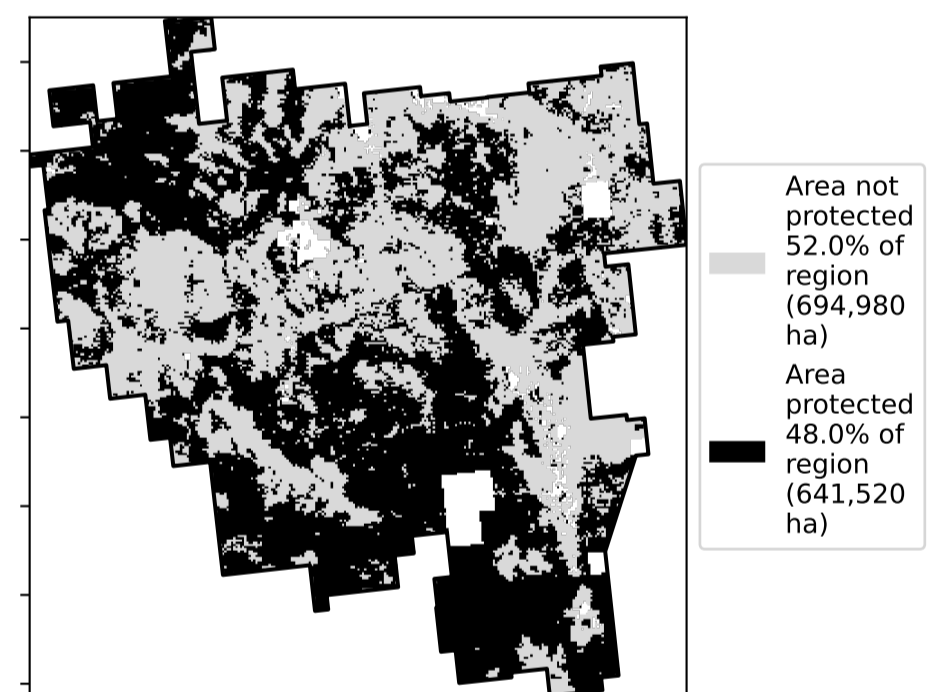 Area not
protected
52.0% of
region
(694,980
ha)
Area
protected
48.0% of
region
(641,520
ha)